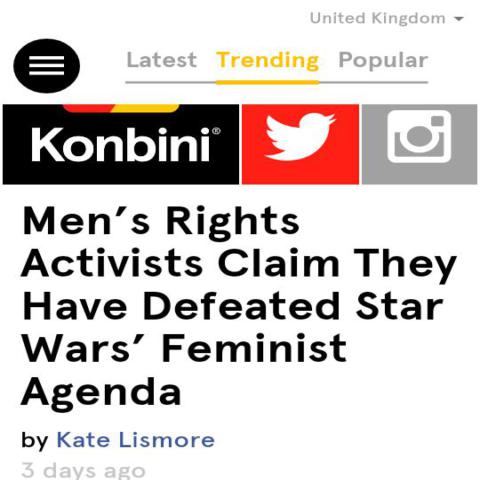 United Kingdom
Latest Trending Popular
Konbini®
Men’s Rights
Activists Claim They
Have Defeated Star
Wars’ Feminist
Agenda
by Kate Lismore
3 days ago